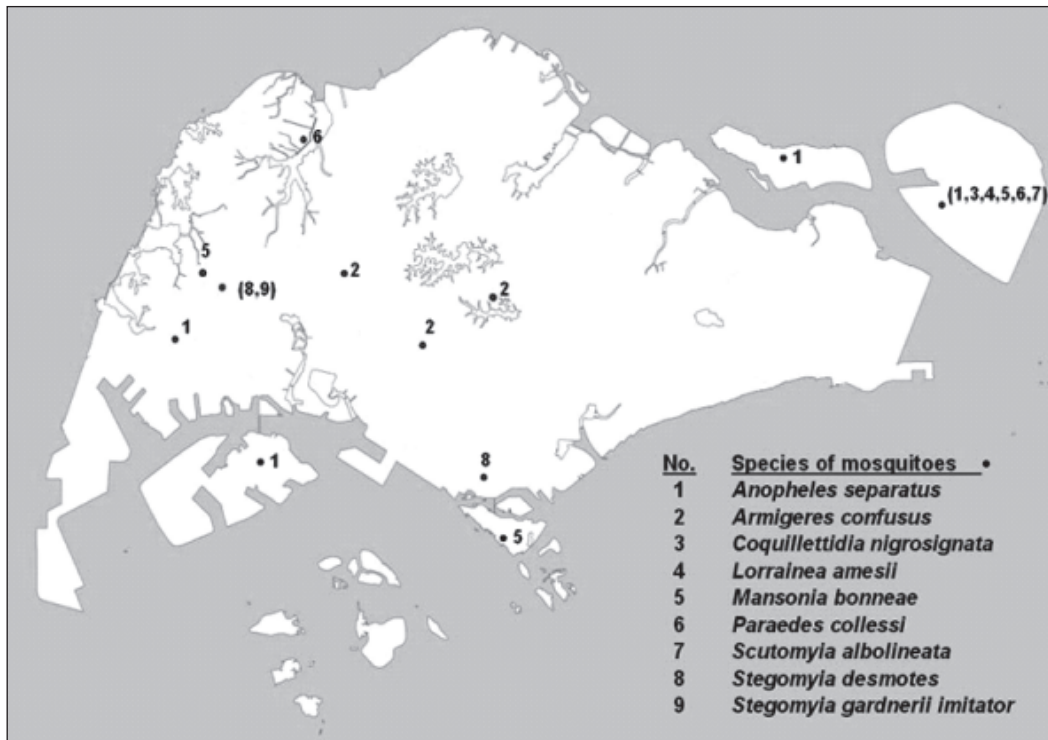 6
1
(1,3,4,5,6,7)
5
2
(8,9)
2
1
2
1
8
5
No. Species of mosquitoes
1 Anopheles separatus
2 Armigeres confusus
3 Coquillettidia nigrosignata
4 Lorrainea amesii
5 Mansonia bonneae
6 Paraedes collessi
7 Scutomyia albolineata
8 Stegomyia desmotes
9 Stegomyia gardnerii imitator